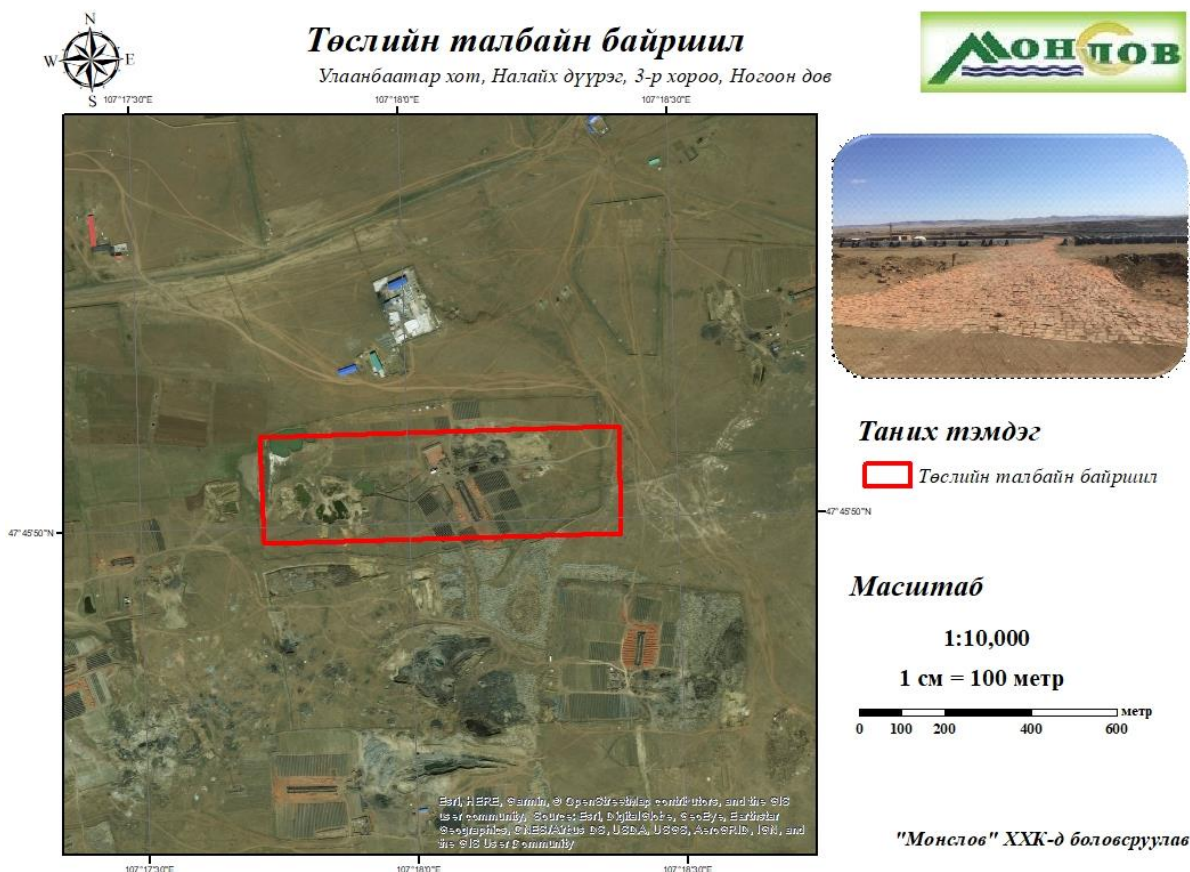 N
W E
S
Төслийн талбайн байршил
Улаанбаатар хот, Налайх дүүрэг, 3-р хороо, Ногоон дов
МОНСЛОВ
107°17'30"E 107°18'0"E 107°18'30"E
Таних тэмдэг
Төслийн талбайн байршил
47°45'50"N
47°45'50"N
Масштаб
1:10,000
1 см = 100 метр
метр
0 100 200 400 600
Esri, HERE, Garmin, © OpenStreetMap contributors, and the GIS
user community, Source: Esri, DigitalGlobe, GeoEye, Earthstar
Geographics, CNES/Airbus DS, USDA, USGS, AeroGRID, IGN, and
the GIS User Community
"Монслов" ХХК-д боловсруулав
107°17'30"E 107°18'0"E 107°18'30"E